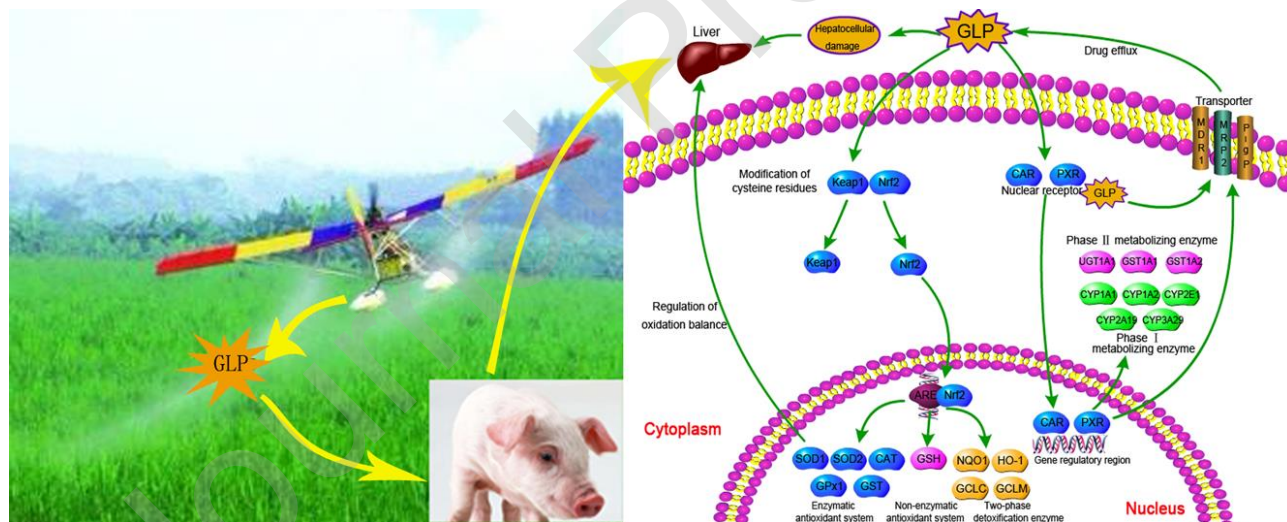 GLP
Liver
Hepatocellular
damage
GLP
Drug efflux
Transporter
MDR1
MRP2
P-gp
Modification of
cysteine residues
Keap1
Nrf2
CAR
PXR
Nuclear receptor
GLP
Keap1
Nrf2
Phase II metabolizing enzyme
UGT1A1
GST1A1
GST1A2
CYP1A1
CYP1A2
CYP2E1
CYP2A19
CYP3A29
Phase I
metabolizing enzyme
Regulation of
oxidation balance
Cytoplasm
ARE
Nrf2
CAR
PXR
Gene regulatory region
SOD1
SOD2
CAT
GPx1
GST
Enzymatic
antioxidant system
GSH
Non-enzymatic
antioxidant system
NQO1
HO-1
GCLC
GCLM
Two-phase
detoxification enzyme
Nucleus